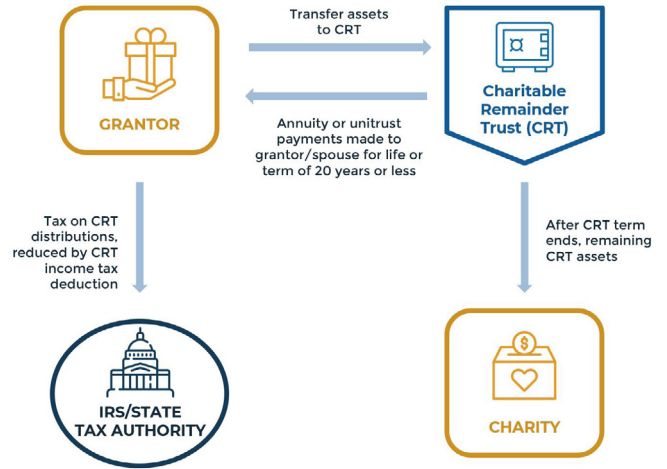 Transfer assets
to CRT
GRANTOR
Charitable
Remainder
Trust (CRT)
Annuity or unitrust
payments made to
grantor/spouse for life or
term of 20 years or less
Tax on CRT
distributions,
reduced by CRT
income tax
deduction
After CRT term
ends, remaining
CRT assets
IRS/STATE
TAX AUTHORITY
$
CHARITY